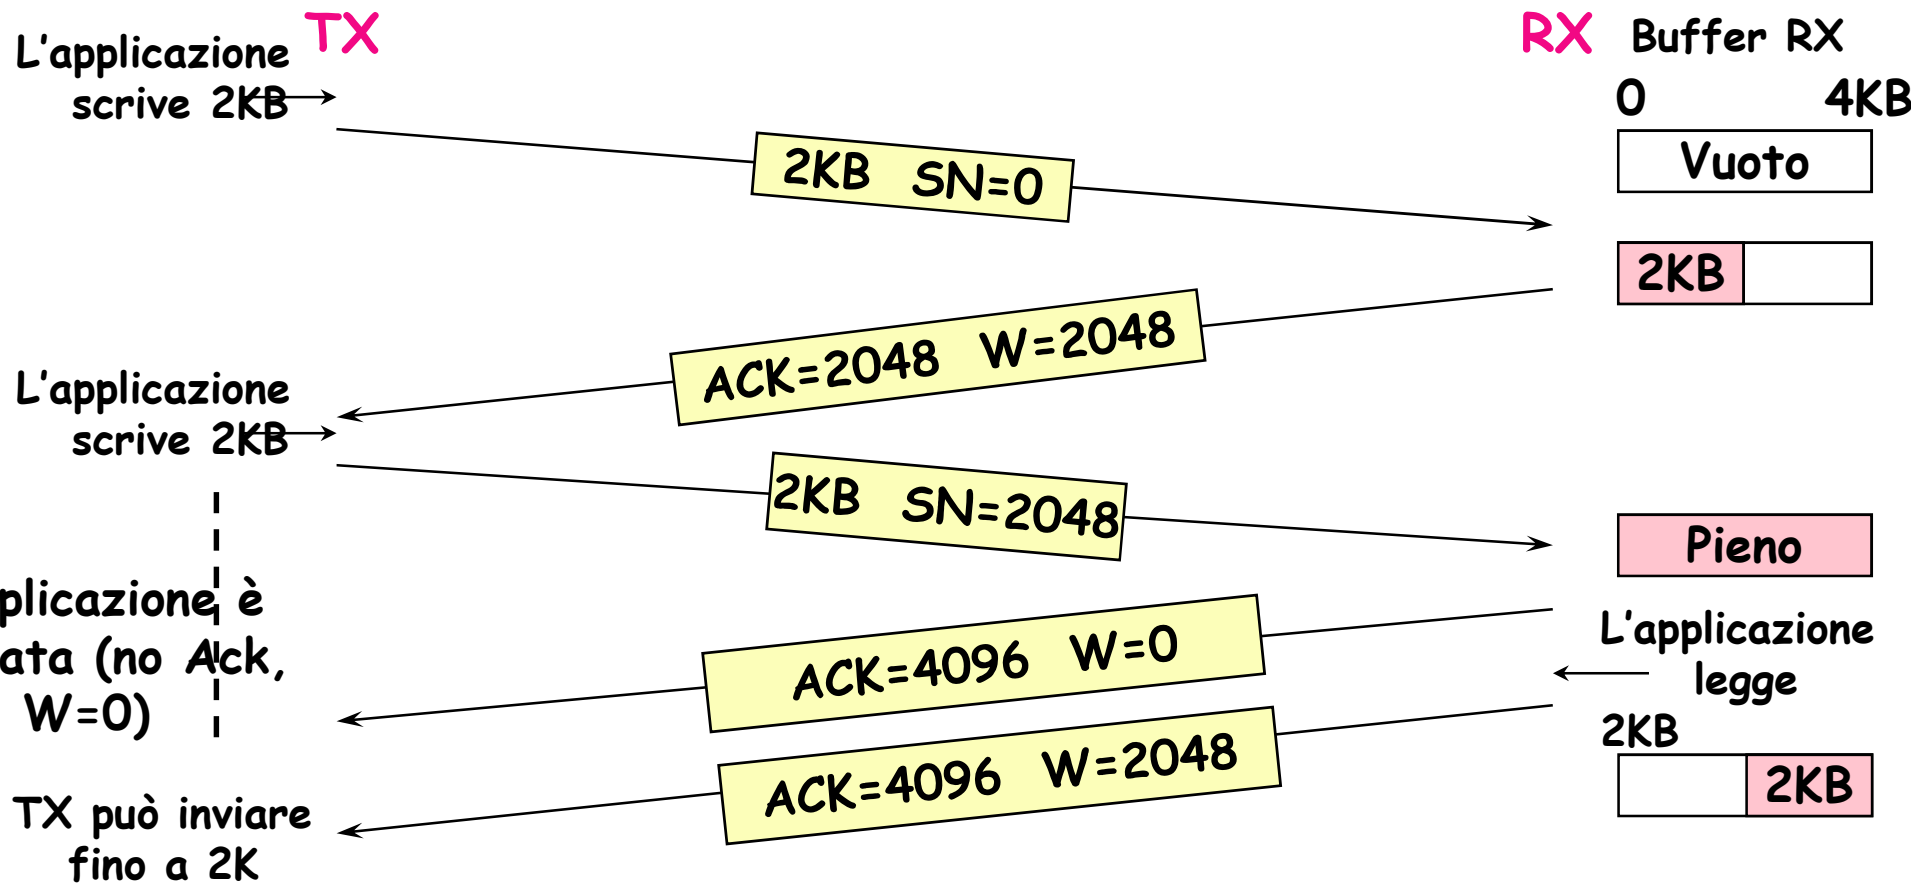 TX
RX Buffer RX
L'applicazione
scrive 2KB
0 4KB
Vuoto
2KB SN=0
2KB
ACK=2048 W=2048
L'applicazione
scrive 2KB
2KB SN=2048
Pieno
plicazione è
ata (no Ack,
W=0)
ACK=4096 W=0
L'applicazione
legge
2KB
2KB
ACK=4096 W=2048
TX può inviare
fino a 2K